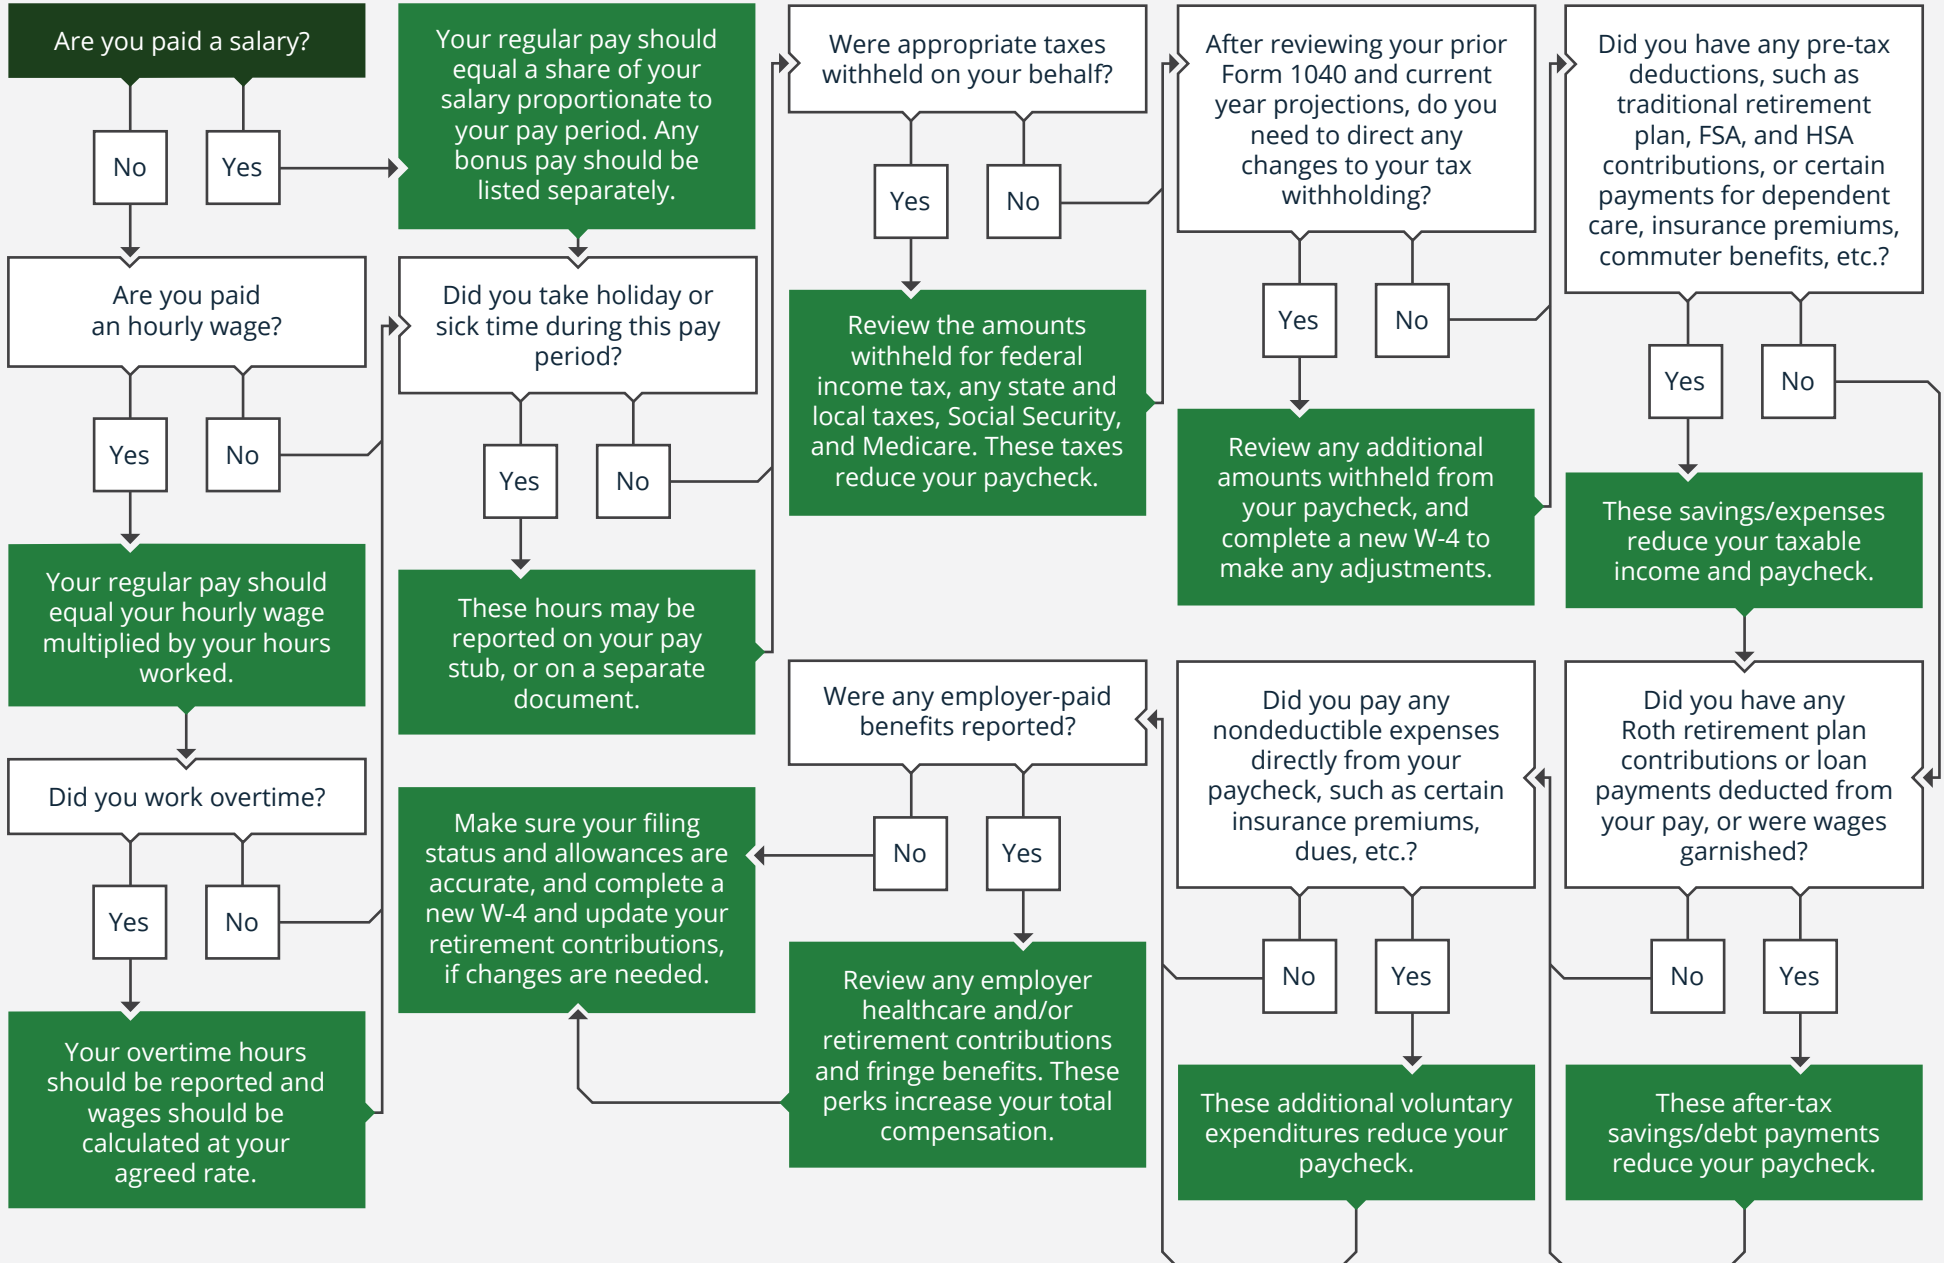 Are you paid a salary?
No
Yes
Your regular pay should
equal a share of your
salary proportionate to
your pay period. Any
bonus pay should be
listed separately.
Are you paid
an hourly wage?
Yes
No
Your regular pay should
equal your hourly wage
multiplied by your hours
worked.
Did you work overtime?
Yes
No
Your overtime hours
should be reported and
wages should be
calculated at your
agreed rate.
Did you take holiday or
sick time during this pay
period?
Yes
No
These hours may be
reported on your pay
stub, or on a separate
document.
Were appropriate taxes
withheld on your behalf?
Yes
No
Review the amounts
withheld for federal
income tax, any state and
local taxes, Social Security,
and Medicare. These taxes
reduce your paycheck.
After reviewing your prior
Form 1040 and current
year projections, do you
need to direct any
changes to your tax
withholding?
Yes
No
Review any additional
amounts withheld from
your paycheck, and
complete a new W-4 to
make any adjustments.
Did you have any pre-tax
deductions, such as
traditional retirement
plan, FSA, and HSA
contributions, or certain
payments for dependent
care, insurance premiums,
commuter benefits, etc.?
Yes
No
These savings/expenses
reduce your taxable
income and paycheck.
Did you have any
Roth retirement plan
contributions or loan
payments deducted from
your pay, or were wages
garnished?
No
Yes
These after-tax
savings/debt payments
reduce your paycheck.
Did you pay any
nondeductible expenses
directly from your
paycheck, such as certain
insurance premiums,
dues, etc.?
No
Yes
These additional voluntary
expenditures reduce your
paycheck.
Were any employer-paid
benefits reported?
No
Yes
Review any employer
healthcare and/or
retirement contributions
and fringe benefits. These
perks increase your total
compensation.
Make sure your filing
status and allowances are
accurate, and complete a
new W-4 and update your
retirement contributions,
if changes are needed.